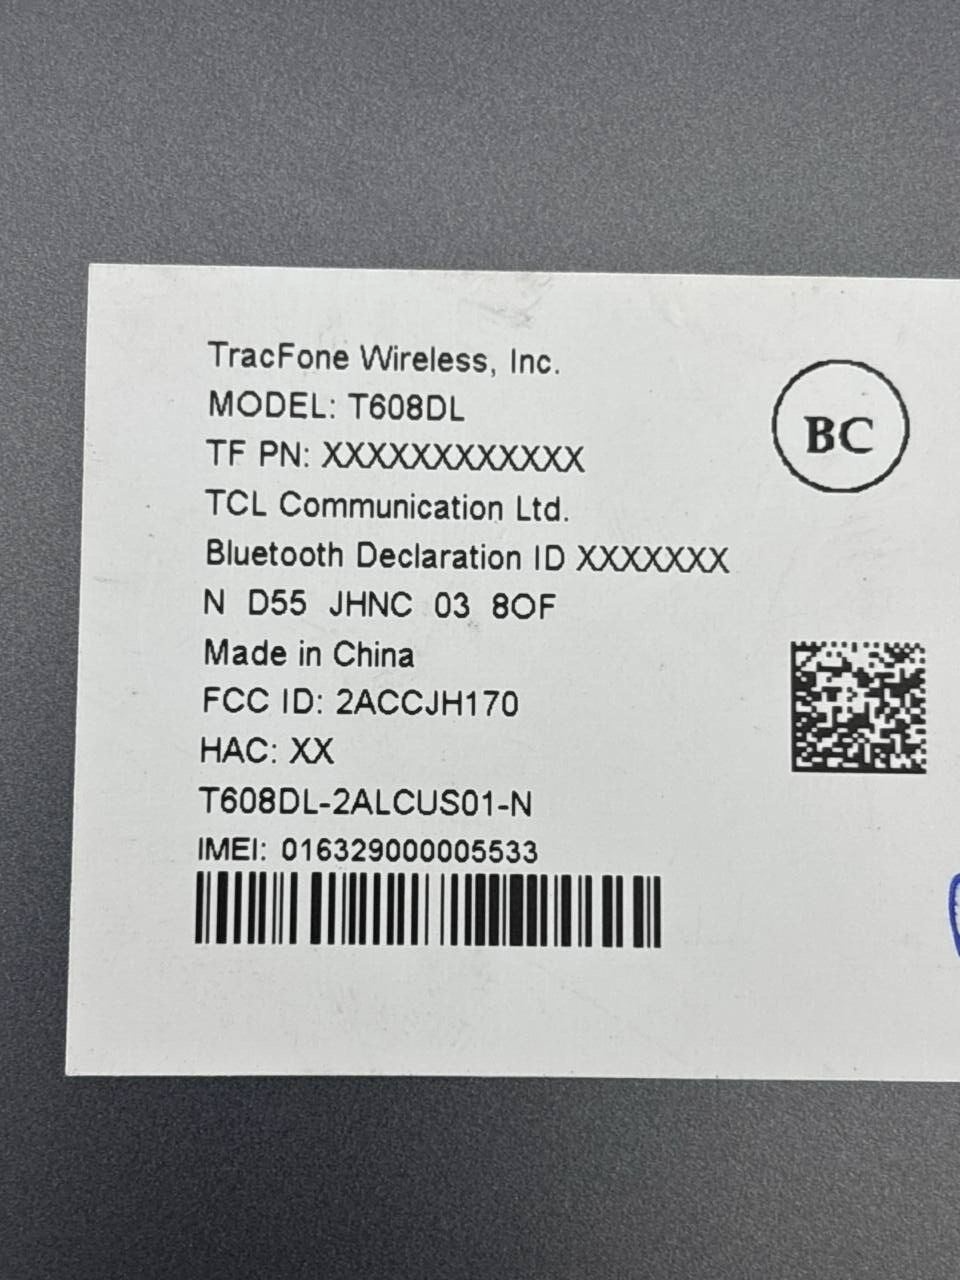 TracFone Wireless, Inc.
MODEL: T608DL
TF PN: XXXXXXXXXXXX
TCL Communication Ltd.
Bluetooth Declaration ID XXXXXXX
N D55 JHNC 03 8OF
Made in China
FCC ID: 2ACCJH170
HAC: XX
T608DL-2ALCUS01-N
IMEI: 016329000005533
BC